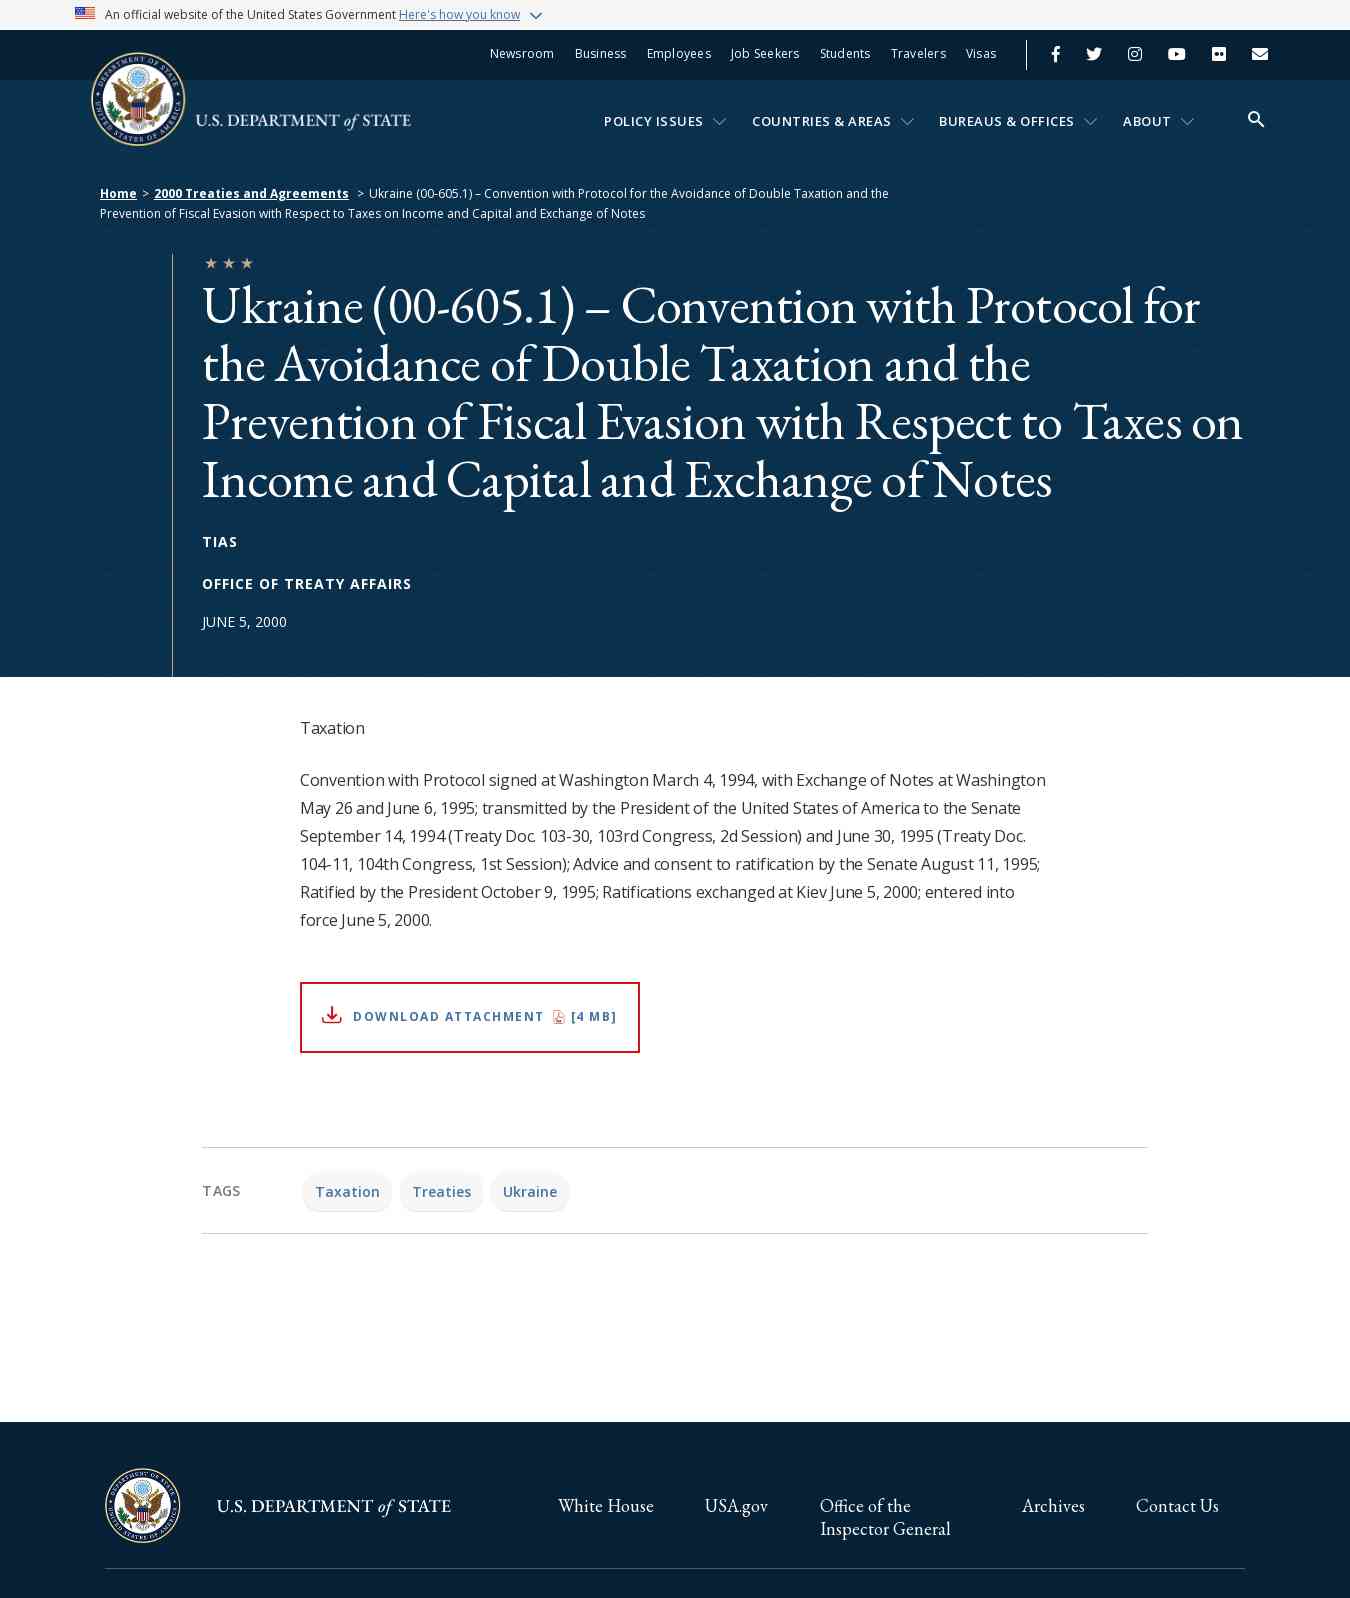 An official website of the United States Government Here's how you know
Newsroom Business Employees Job Seekers Students Travelers Visas
U.S. DEPARTMENT of STATE
POLICY ISSUES COUNTRIES & AREAS BUREAUS & OFFICES ABOUT
Home > 2000 Treaties and Agreements > Ukraine (00-605.1) – Convention with Protocol for the Avoidance of Double Taxation and the
Prevention of Fiscal Evasion with Respect to Taxes on Income and Capital and Exchange of Notes
Ukraine (00-605.1) – Convention with Protocol for
the Avoidance of Double Taxation and the
Prevention of Fiscal Evasion with Respect to Taxes on
Income and Capital and Exchange of Notes
TIAS
OFFICE OF TREATY AFFAIRS
JUNE 5, 2000
Taxation
Convention with Protocol signed at Washington March 4, 1994, with Exchange of Notes at Washington
May 26 and June 6, 1995; transmitted by the President of the United States of America to the Senate
September 14, 1994 (Treaty Doc. 103-30, 103rd Congress, 2d Session) and June 30, 1995 (Treaty Doc.
104-11, 104th Congress, 1st Session); Advice and consent to ratification by the Senate August 11, 1995;
Ratified by the President October 9, 1995; Ratifications exchanged at Kiev June 5, 2000; entered into
force June 5, 2000.
DOWNLOAD ATTACHMENT [4 MB]
TAGS Taxation Treaties Ukraine
U.S. DEPARTMENT of STATE
White House USA.gov Office of the
Inspector General Archives Contact Us